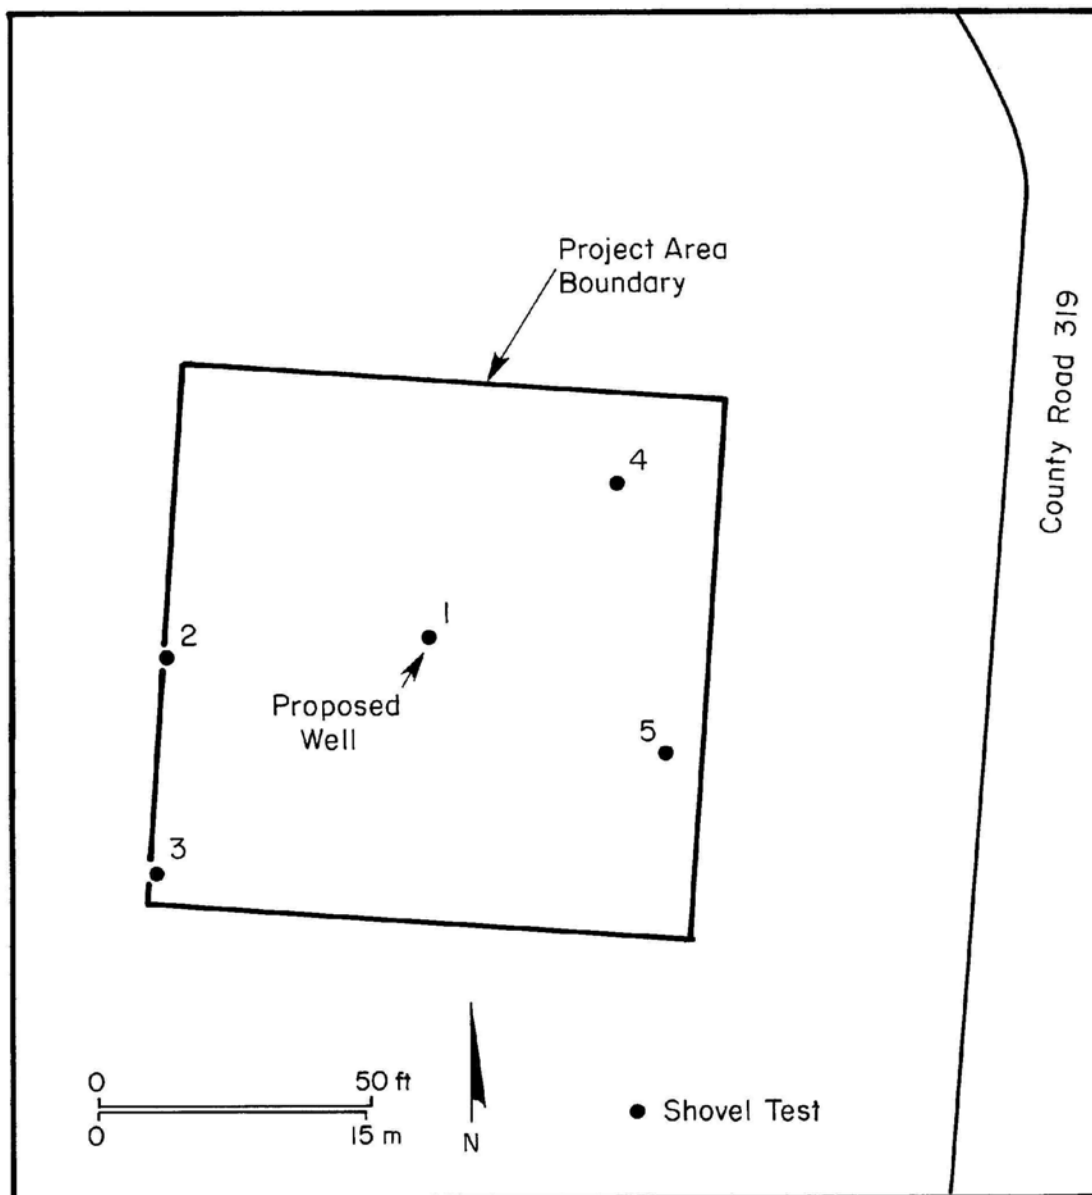 Project Area
Boundary
County Road 319
4
1
2
Proposed
Well
5
3
0 50 ft
0 15 m
N
Shovel Test